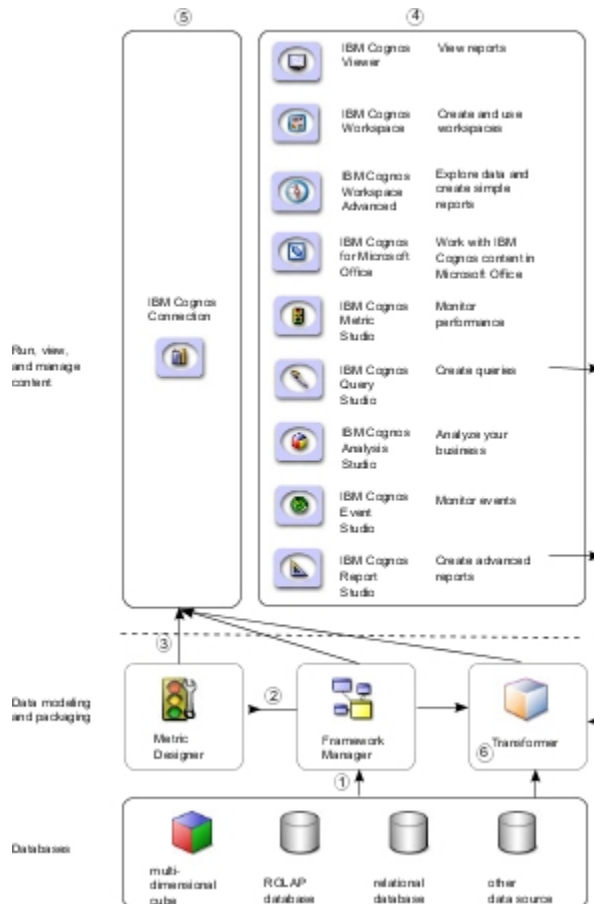 5
4
IBM Cognos
Viewer
View reports
IBM Cognos
Workspace
Create and use
workspaces
IBM Cognos
Workspace
Advanced
Explore data and
create simple
reports
IBM Cognos
for Microsoft
Office
Work with IBM
Cognos content in
Microsoft Office
IBM Cognos
Connection
IBM Cognos
Metric
Studio
Monitor
performance
Run, view,
and manage
content
IBM Cognos
Query
Studio
Create queries
IBM Cognos
Analysis
Studio
Analyze your
business
IBM Cognos
Event
Studio
Monitor events
IBM Cognos
Report
Studio
Create advanced
reports
3
Data modeling
and packaging
2
Metric
Designer
Framework
Manager
6
Transformer
1
Databases
multi-
dimensional
cube
ROLAP
database
relational
database
other
data source